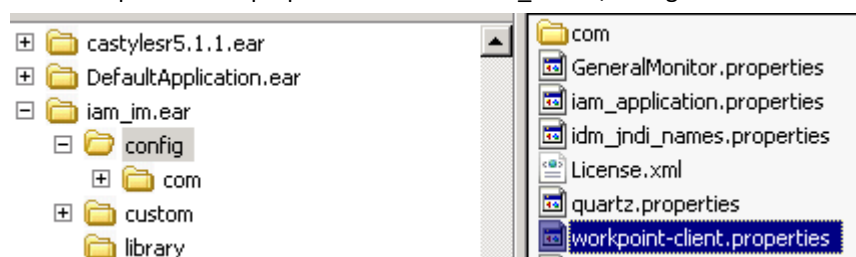 castylesr5.1.1.ear
DefaultApplication.ear
iam_im.ear
config
com
custom
library
com
GeneralMonitor.properties
iam_application.properties
idm_jndi_names.properties
License.xml
quartz.properties
workpoint-client.properties